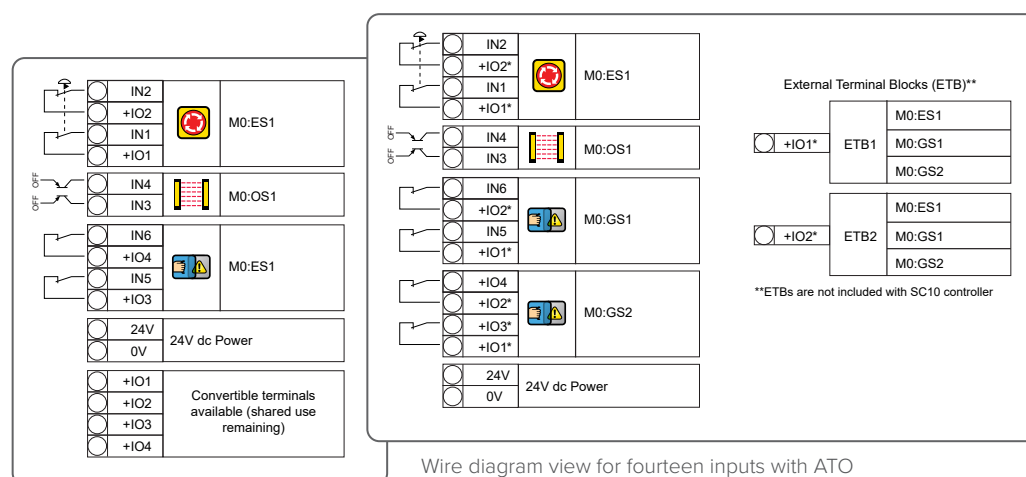 IN2
+IO2
IN1
+IO1
M0:ES1
OFF
OFF
IN4
IN3
M0:OS1
IN6
+IO4
IN5
+IO3
M0:ES1
24V
0V
24V dc Power
+IO1
+IO2
+IO3
+IO4
Convertible terminals
available (shared use
remaining)
IN2
+IO2*
IN1
+IO1*
M0:ES1
OFF
OFF
IN4
IN3
M0:OS1
IN6
+IO2*
IN5
+IO1*
M0:GS1
+IO4
+IO2*
+IO3*
+IO1*
M0:GS2
24V
0V
24V dc Power
External Terminal Blocks (ETB)**
+IO1*
ETB1
M0:ES1
M0:GS1
M0:GS2
+IO2*
ETB2
M0:ES1
M0:GS1
M0:GS2
**ETBs are not included with SC10 controller
Wire diagram view for fourteen inputs with ATO